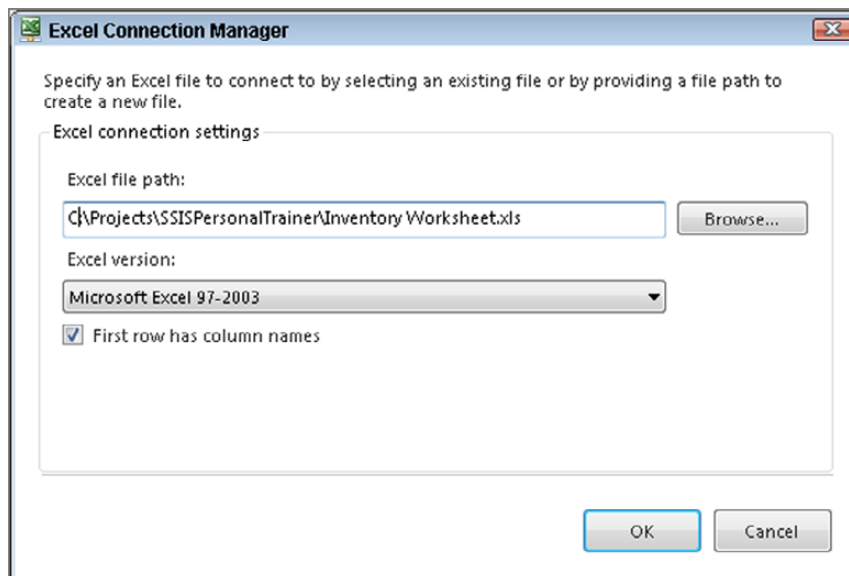 Excel Connection Manager
Specify an Excel file to connect to by selecting an existing file or by providing a file path to
create a new file.
Excel connection settings
Excel file path:
C:\Projects\SSISPersonalTrainer\Inventory Worksheet.xls
Browse...
Excel version:
Microsoft Excel 97-2003
First row has column names
OK
Cancel